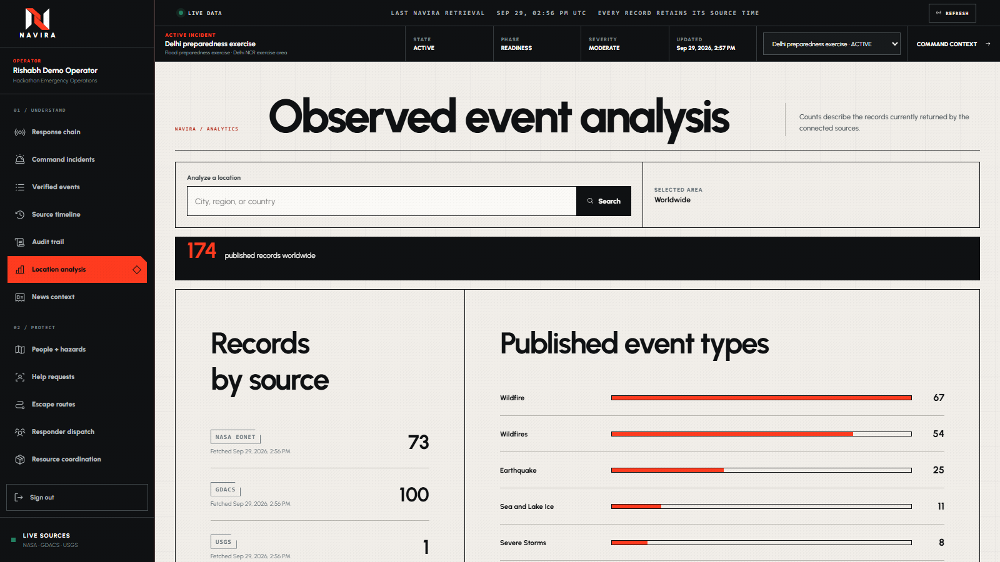 NAVIRA
OPERATOR
Rishabh Demo Operator
Hackathon Emergency Operations
01 / UNDERSTAND
Response chain
Command incidents
Verified events
Source timeline
Audit trail
Location analysis
News context
02 / PROTECT
People + hazards
Help requests
Escape routes
Responder dispatch
Resource coordination
Sign out
LIVE SOURCES
NASA · GDACS · USGS
LIVE DATA
LAST NAVIRA RETRIEVAL SEP 29, 02:56 PM UTC EVERY RECORD RETAINS ITS SOURCE TIME
REFRESH
ACTIVE INCIDENT
Delhi preparedness exercise
Flood preparedness exercise · Delhi NCR exercise area
STATE
ACTIVE
PHASE
READINESS
SEVERITY
MODERATE
UPDATED
Sep 29, 2026, 2:57 PM
Delhi preparedness exercise · ACTIVE
COMMAND CONTEXT →
NAVIRA / ANALYTICS
Observed event analysis
Counts describe the records currently returned by the
connected sources.
Analyze a location
City, region, or country
Search
SELECTED AREA
Worldwide
174 published records worldwide
Records
by source
NASA EONET
Fetched Sep 29, 2026, 2:56 PM
73
GDACS
Fetched Sep 29, 2026, 2:56 PM
100
USGS
Fetched Sep 29, 2026, 2:56 PM
1
Published event types
Wildfire 67
Wildfires 54
Earthquake 25
Sea and Lake Ice 11
Severe Storms 8